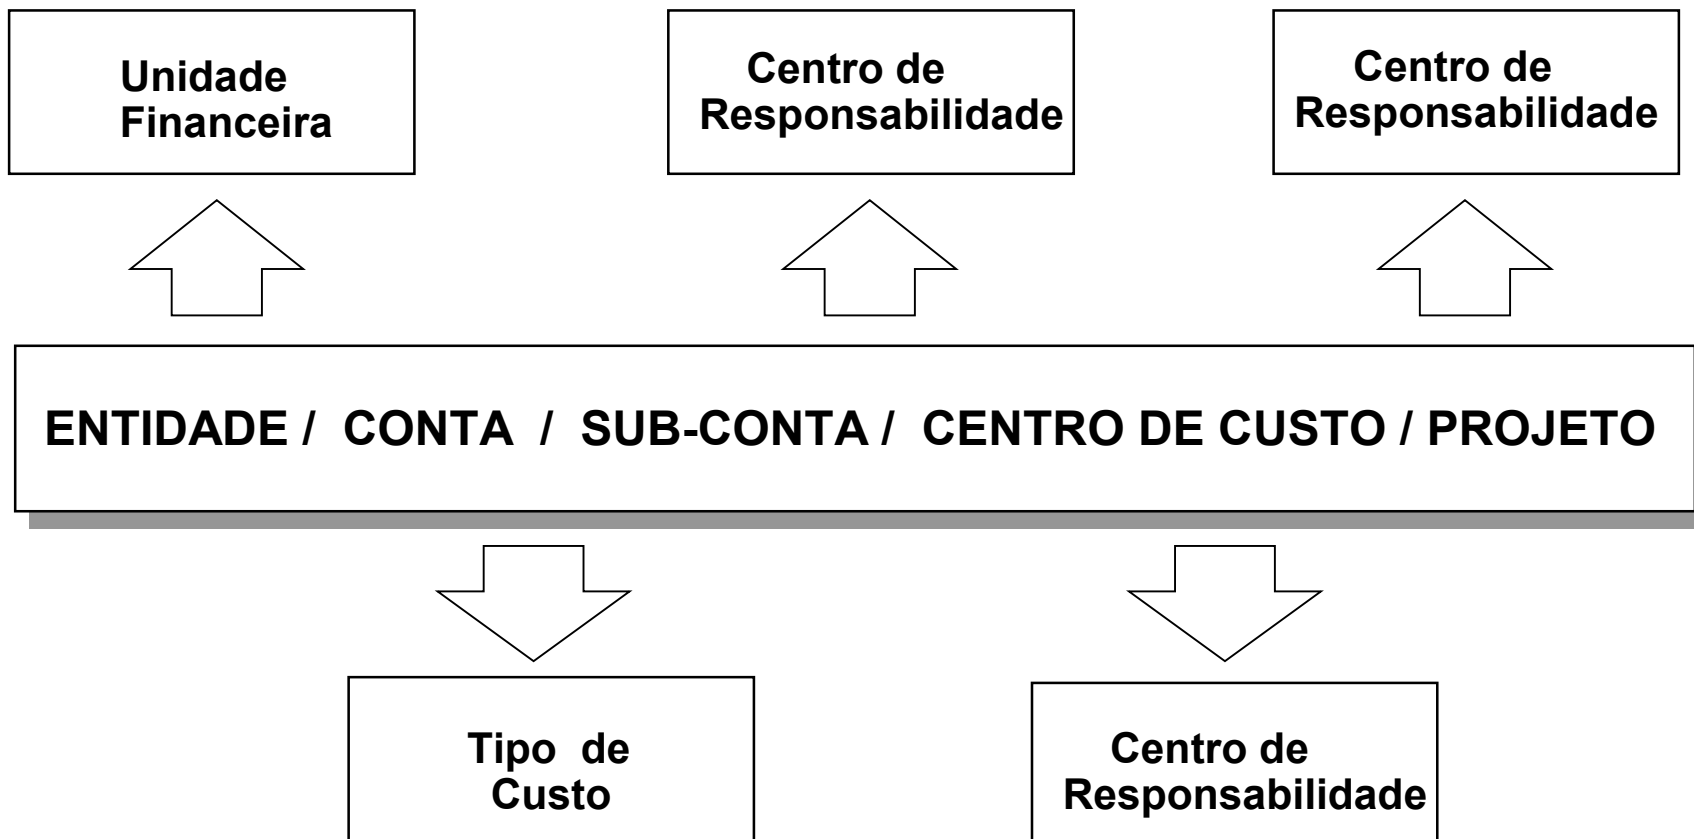 Unidade
Financeira
Centro de
Responsabilidade
Centro de
Responsabilidade
ENTIDADE / CONTA / SUB-CONTA / CENTRO DE CUSTO / PROJETO
Tipo de
Custo
Centro de
Responsabilidade